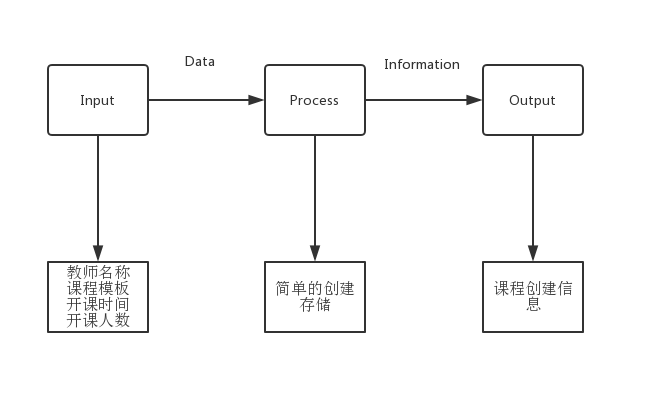 Data
Information
Input
Process
Output
教师名称
课程模板
开课时间
开课人数
简单的创建
存储
课程创建信
息